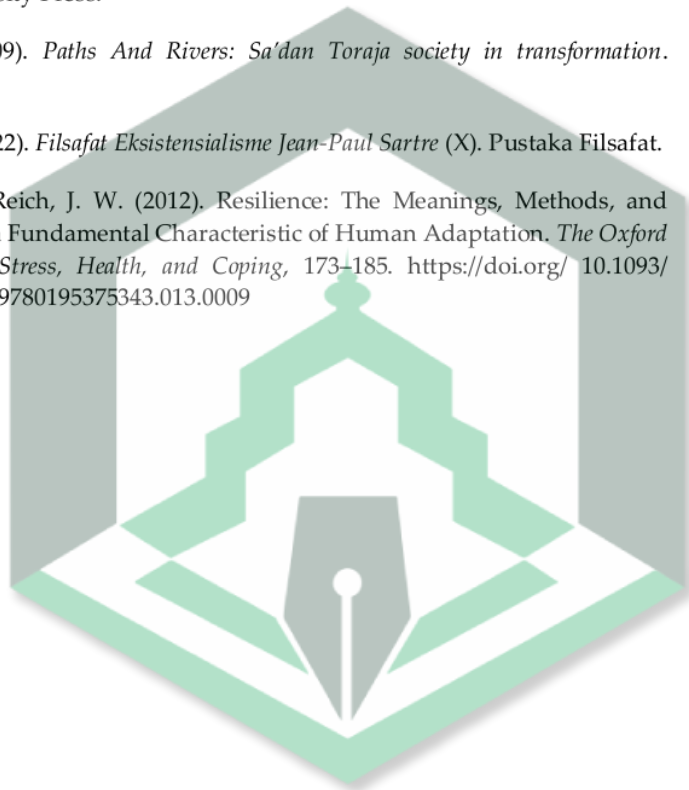 09). Paths And Rivers: Sa'dan Toraja society in transformation.
22). Filsafat Eksistensialisme Jean-Paul Sartre (X). Pustaka Filsafat.
Reich, J. W. (2012). Resilience: The Meanings, Methods, and
Fundamental Characteristic of Human Adaptation. The Oxford
Stress, Health, and Coping, 173–185. https://doi.org/ 10.1093/
9780195375343.013.0009